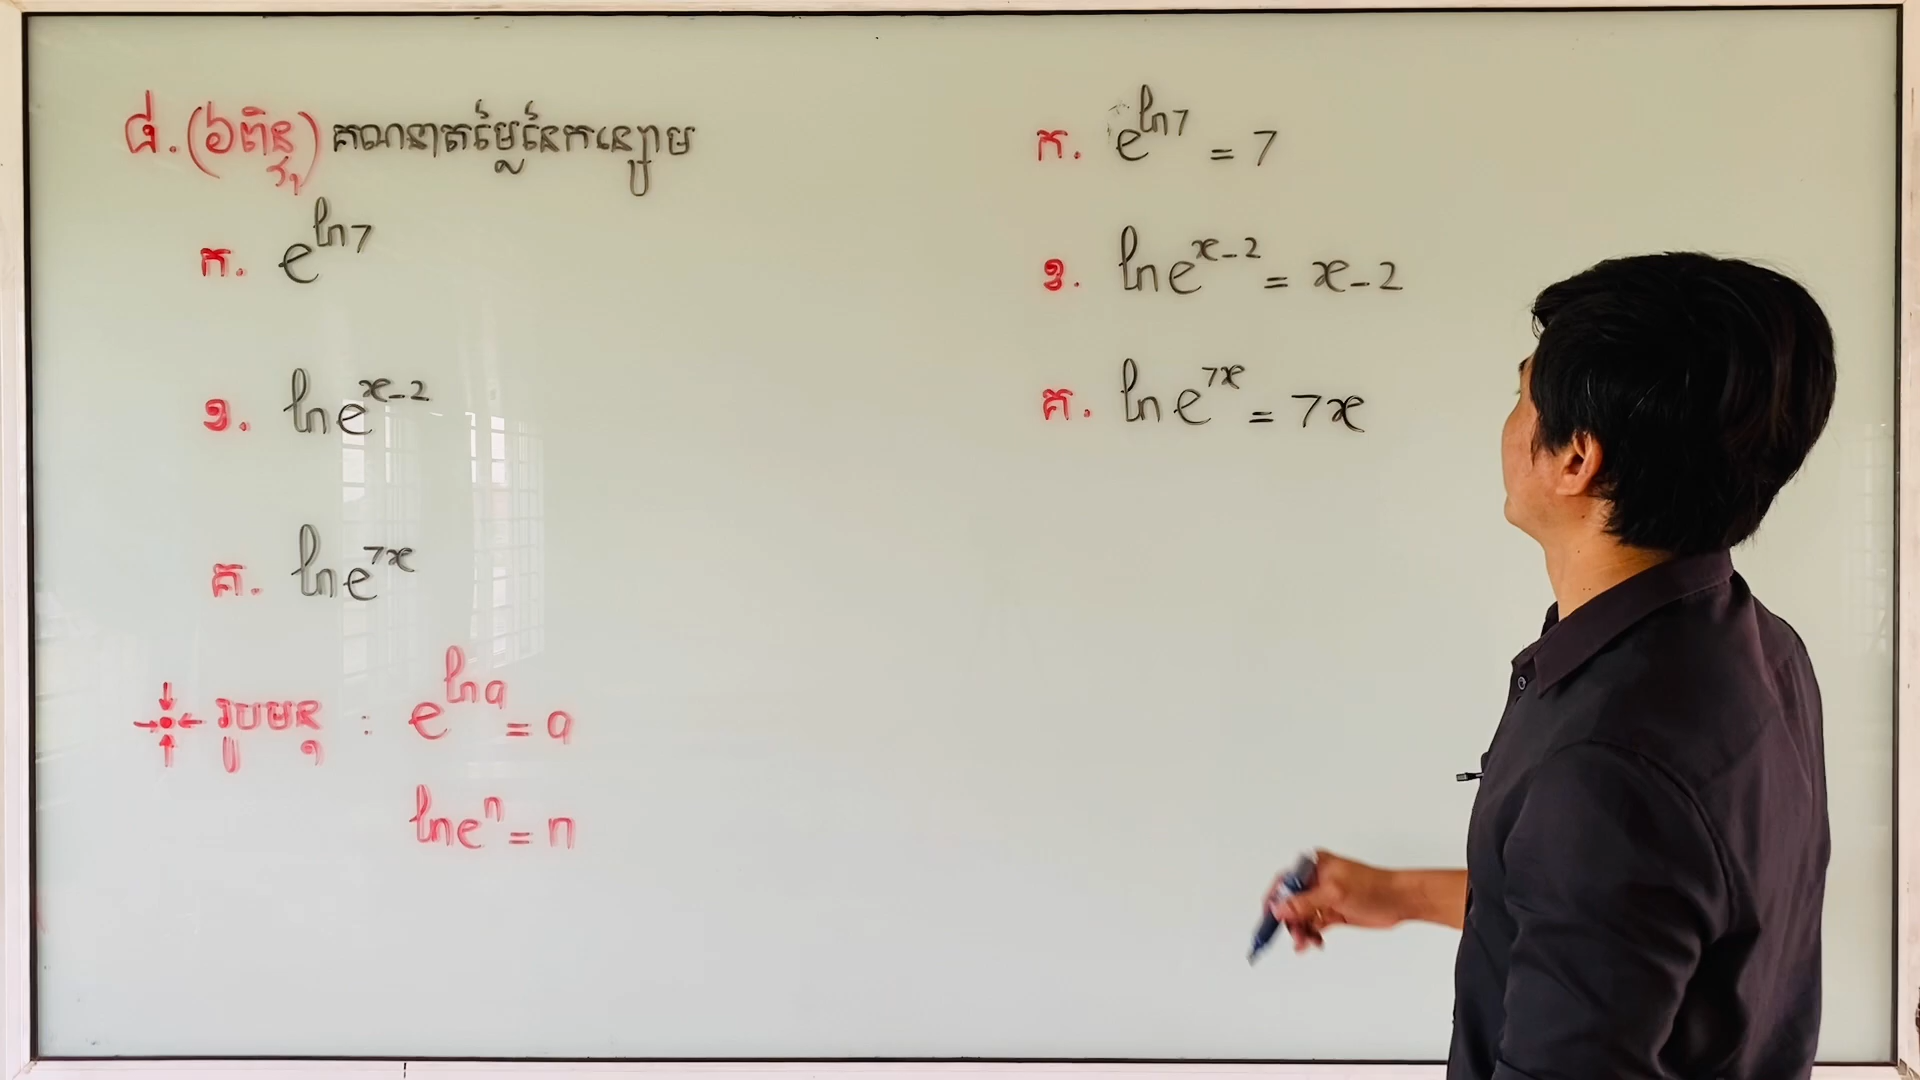 ៨. (៦ពិន្ទុ) គណនាតម្លៃនៃកន្សោម
ក. e^{ln7}
ខ. ln e^{x-2}
គ. ln e^{7x}
រូបមន្ត : e^{ln a} = a
ln e^n = n
ក. e^{ln7} = 7
ខ. ln e^{x-2} = x-2
គ. ln e^{7x} = 7x